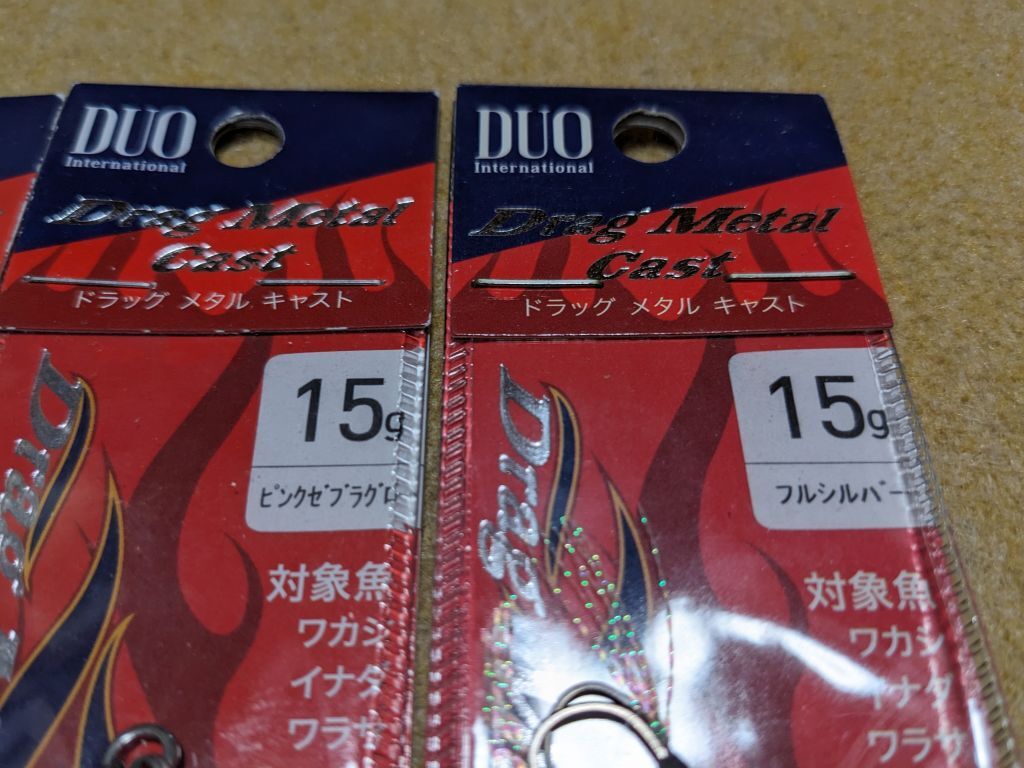 DUO
International
Drag Metal
Cast
ドラッグ メタル キャスト
Drag
15g
ピンクゼブラグロ
対象魚
ワカシ
イナダ
ワラサ
DUO
International
Drag Metal
Cast
ドラッグ メタル キャスト
Drag
15g
フルシルバー
対象魚
ワカシ
イナダ
ワラサ